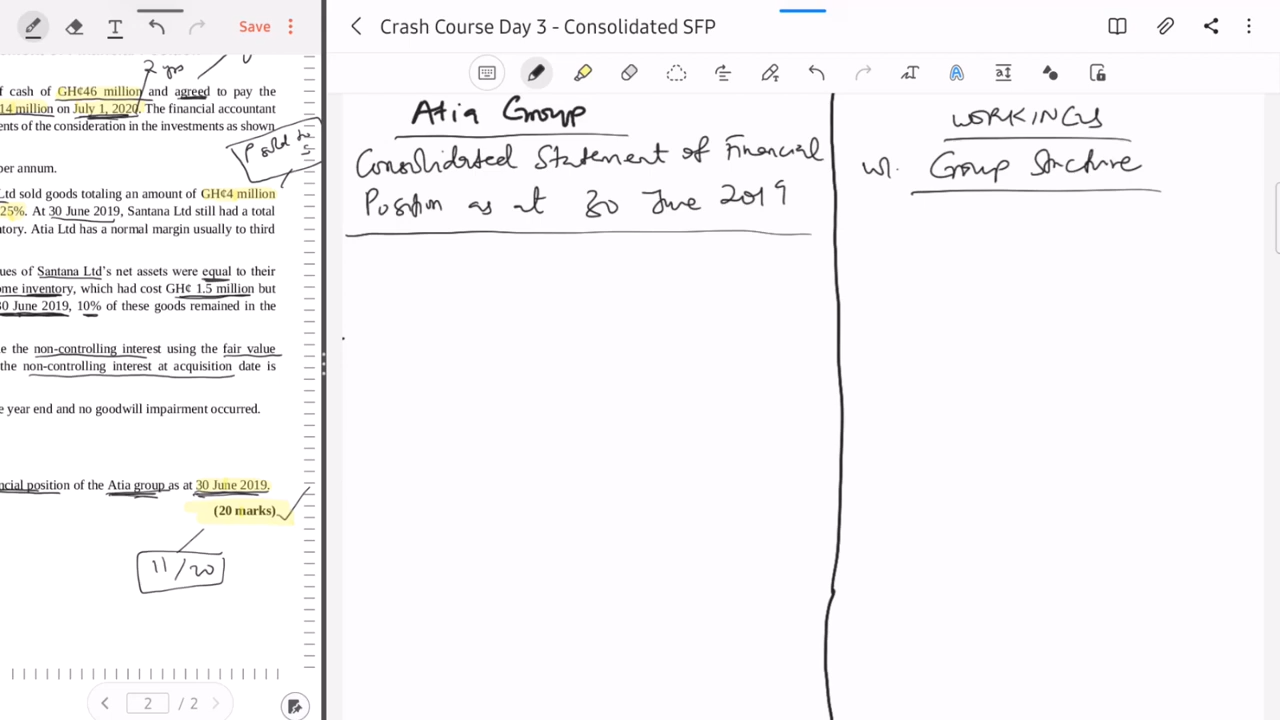 Save
Crash Course Day 3 - Consolidated SFP
2 yrs
f cash of GH¢46 million and agreed to pay the
14 million on July 1, 2020. The financial accountant
ents of the consideration in the investments as shown
P sold to
S
per annum.
Ltd sold goods totaling an amount of GH¢4 million
25%. At 30 June 2019, Santana Ltd still had a total
tory. Atia Ltd has a normal margin usually to third
ues of Santana Ltd's net assets were equal to their
ome inventory, which had cost GH¢ 1.5 million but
30 June 2019, 10% of these goods remained in the
e the non-controlling interest using the fair value
the non-controlling interest at acquisition date is
e year end and no goodwill impairment occurred.
ncial position of the Atia group as at 30 June 2019.
(20 marks)
11/20
2 / 2
Atia Group
Consolidated Statement of Financial
Position as at 30 June 2019
WORKINGS
W1. Group Structure